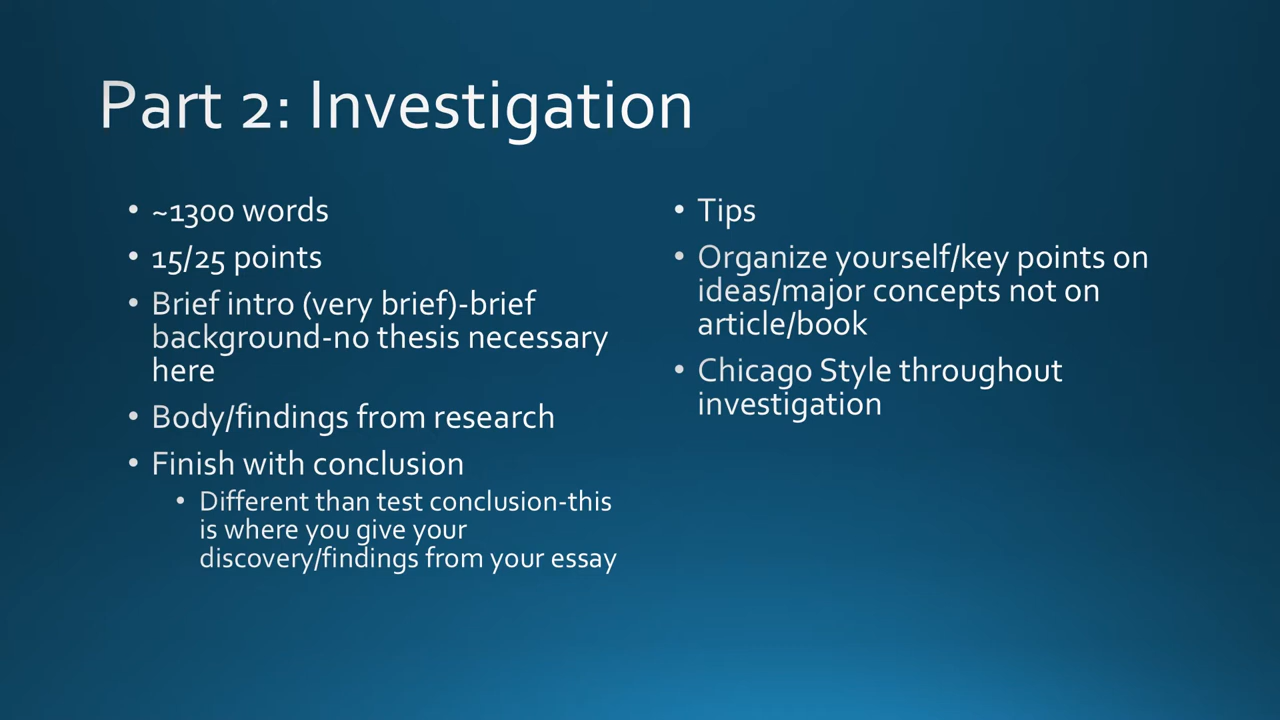 Part 2: Investigation
• ~1300 words
• 15/25 points
• Brief intro (very brief)-brief
background-no thesis necessary
here
• Body/findings from research
• Finish with conclusion
• Different than test conclusion-this
is where you give your
discovery/findings from your essay
• Tips
• Organize yourself/key points on
ideas/major concepts not on
article/book
• Chicago Style throughout
investigation